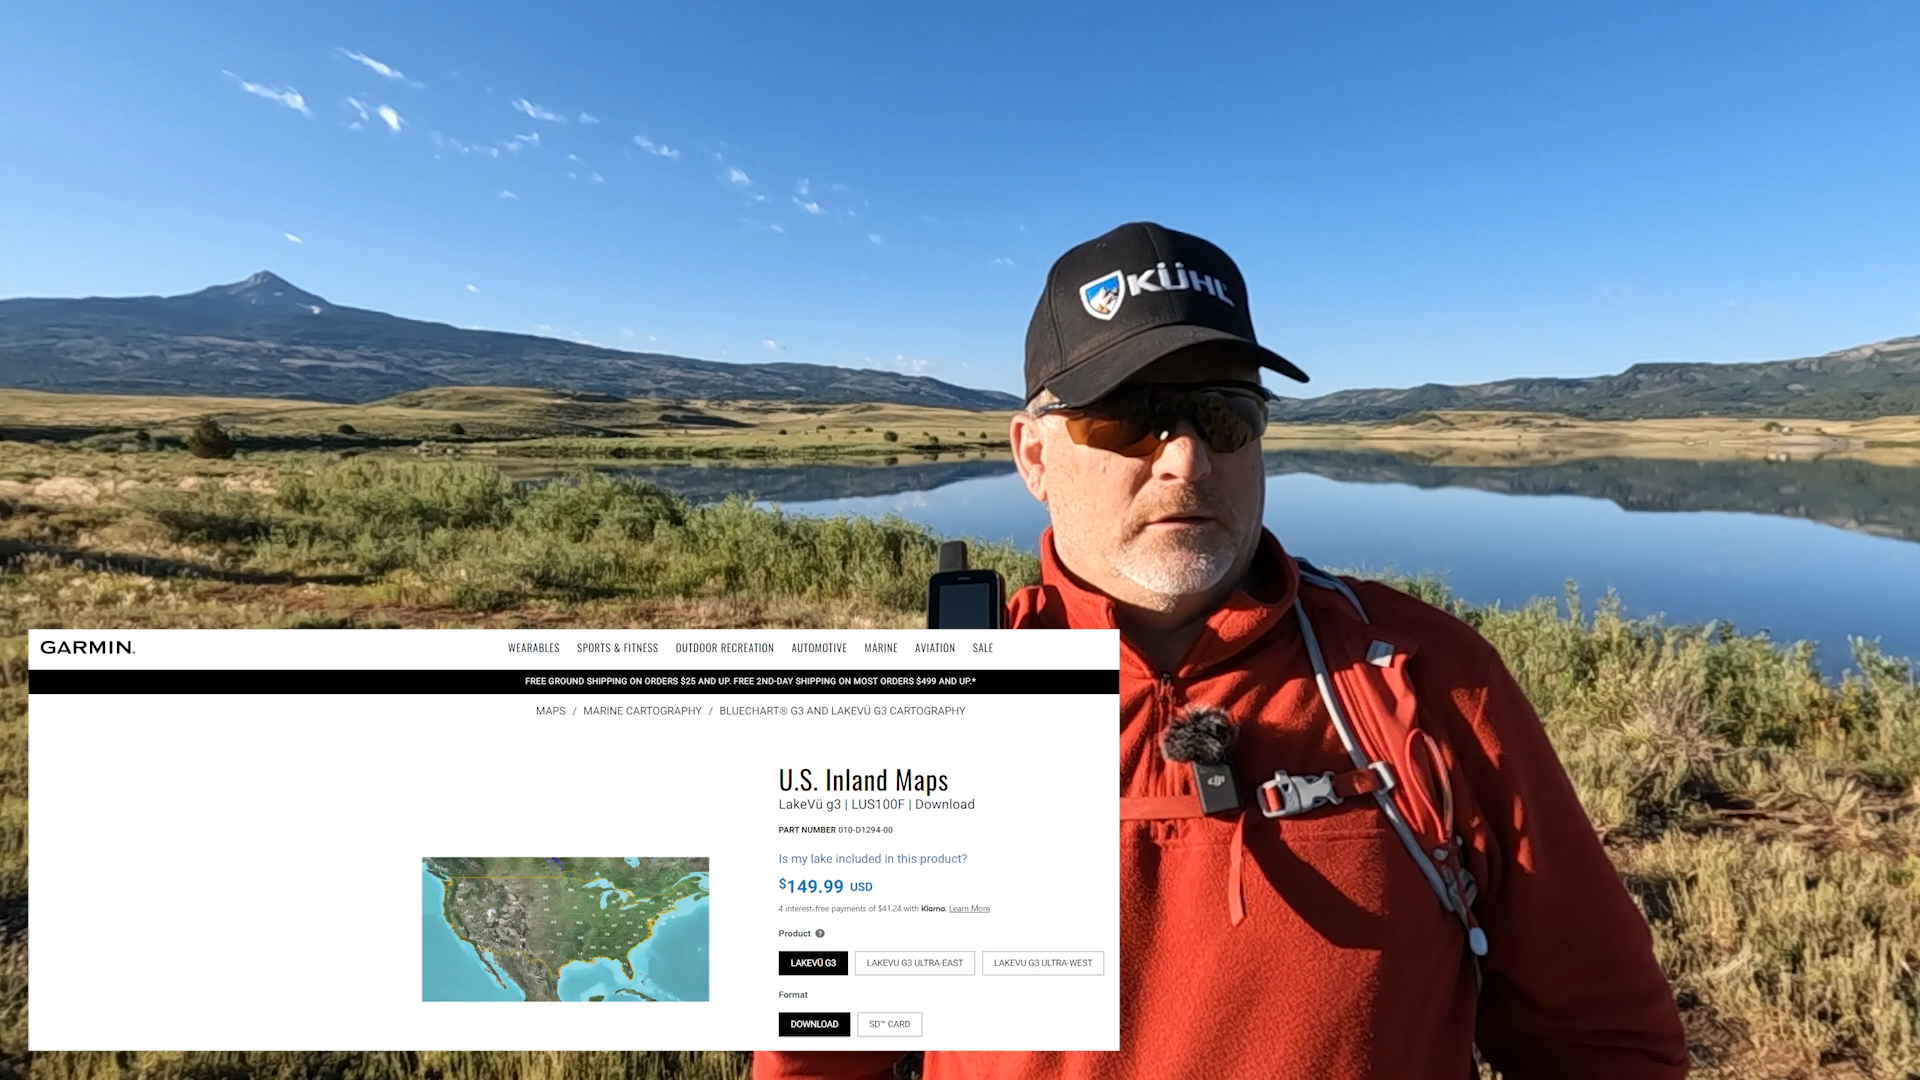 KÜHL
GARMIN.
WEARABLES SPORTS & FITNESS OUTDOOR RECREATION AUTOMOTIVE MARINE AVIATION SALE
FREE GROUND SHIPPING ON ORDERS $25 AND UP. FREE 2ND-DAY SHIPPING ON MOST ORDERS $499 AND UP.*
MAPS / MARINE CARTOGRAPHY / BLUECHART® G3 AND LAKEVÜ G3 CARTOGRAPHY
U.S. Inland Maps
LakeVü g3 | LUS100F | Download
PART NUMBER 010-D1294-00
Is my lake included in this product?
$149.99 USD
4 interest-free payments of $41.24 with Klarna. Learn More
Product ?
LAKEVÜ G3 LAKEVU G3 ULTRA-EAST LAKEVU G3 ULTRA-WEST
Format
DOWNLOAD SD™ CARD
dji